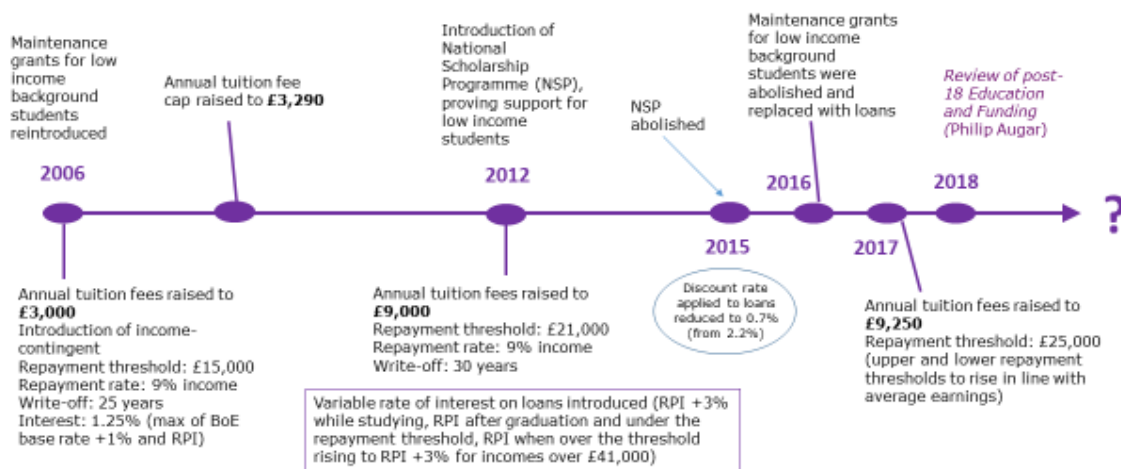 Maintenance
grants for low
income
background
students
reintroduced
2006
Annual tuition fees raised to
£3,000
Introduction of income-
contingent
Repayment threshold: £15,000
Repayment rate: 9% income
Write-off: 25 years
Interest: 1.25% (max of BoE
base rate +1% and RPI)
Annual tuition fee
cap raised to £3,290
Introduction of
National
Scholarship
Programme (NSP),
proving support for
low income
students
2012
Annual tuition fees raised to
£9,000
Repayment threshold: £21,000
Repayment rate: 9% income
Write-off: 30 years
Variable rate of interest on loans introduced (RPI +3%
while studying, RPI after graduation and under the
repayment threshold, RPI when over the threshold
rising to RPI +3% for incomes over £41,000)
NSP
abolished
2015
Discount rate
applied to loans
reduced to 0.7%
(from 2.2%)
Maintenance grants
for low income
background
students were
abolished and
replaced with loans
2016
2017
Annual tuition fees raised to
£9,250
Repayment threshold: £25,000
(upper and lower repayment
thresholds to rise in line with
average earnings)
Review of post-
18 Education
and Funding
(Philip Augar)
2018
?